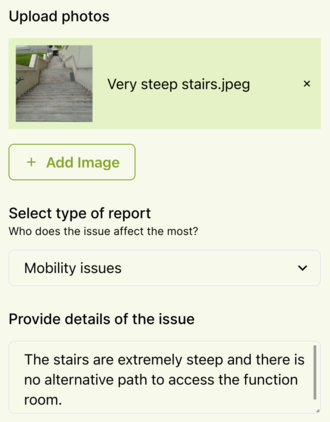 Upload photos
Very steep stairs.jpeg ×
+ Add Image
Select type of report
Who does the issue affect the most?
Mobility issues
Provide details of the issue
The stairs are extremely steep and there is
no alternative path to access the function
room.